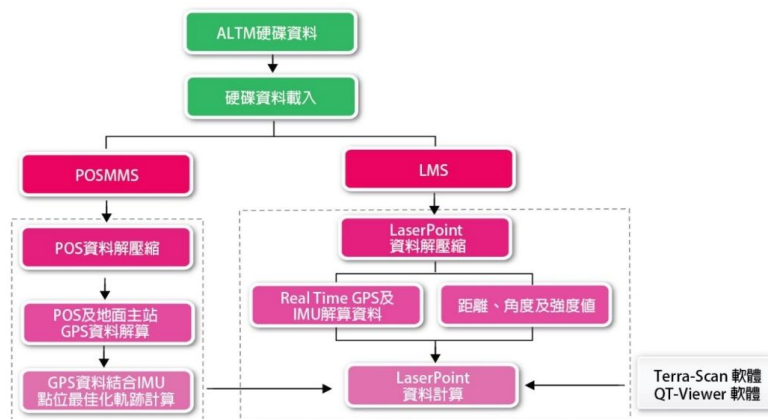 ALTM硬碟資料
硬碟資料載入
POSMMS
LMS
POS資料解壓縮
LaserPoint
資料解壓縮
POS及地面主站
GPS資料解算
Real Time GPS及
IMU解算資料
距離、角度及強度值
GPS資料結合IMU
點位最佳化軌跡計算
LaserPoint
資料計算
Terra-Scan 軟體
QT-Viewer 軟體